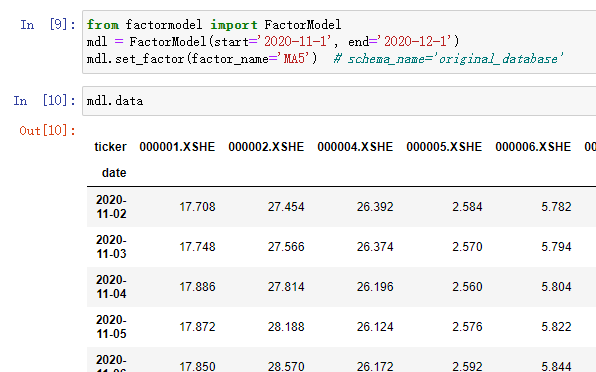 In [9]: from factormodel import FactorModel
mdl = FactorModel(start='2020-11-1', end='2020-12-1')
mdl.set_factor(factor_name='MA5') # schema_name='original_database'
In [10]: mdl.data
Out[10]:
ticker 000001.XSHE 000002.XSHE 000004.XSHE 000005.XSHE 000006.XSHE
date
2020-
11-02 17.708 27.454 26.392 2.584 5.782
2020-
11-03 17.748 27.566 26.374 2.570 5.794
2020-
11-04 17.886 27.814 26.196 2.560 5.804
2020-
11-05 17.872 28.188 26.124 2.576 5.822
2020-
17.850 28.570 26.172 2.592 5.844